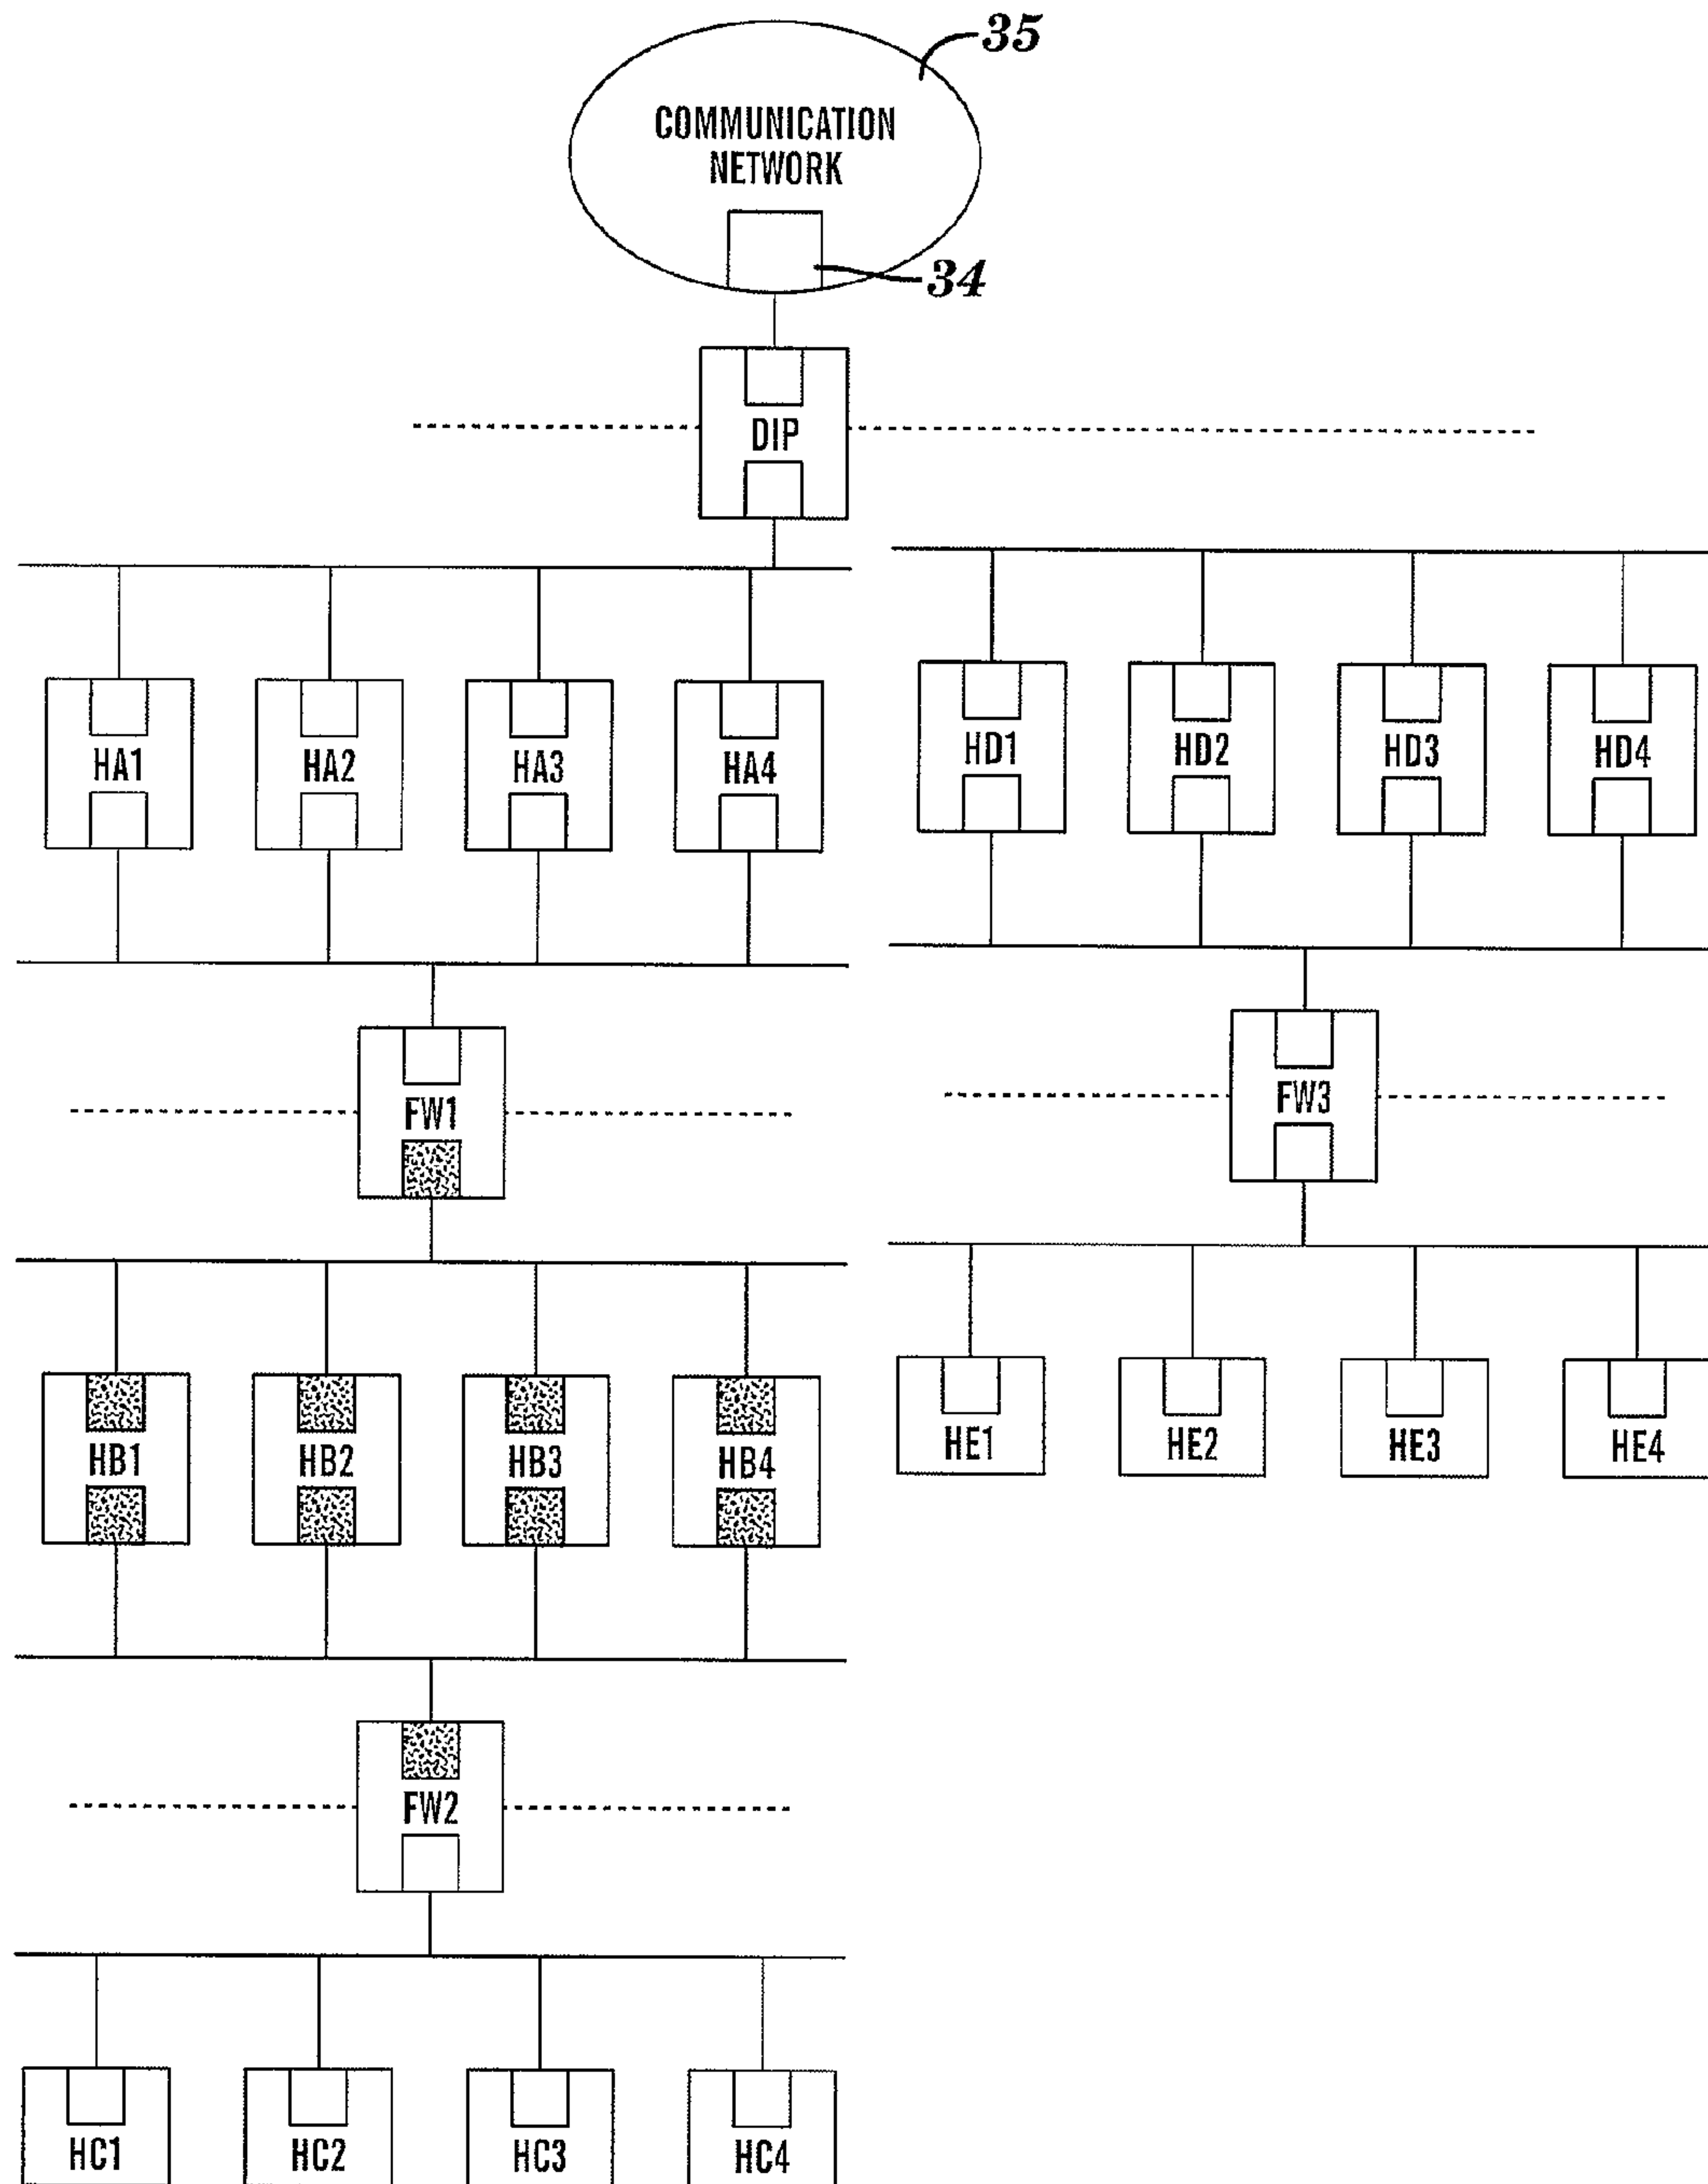 35
COMMUNICATION
NETWORK
34
DIP
HA1 HA2 HA3 HA4
HD1 HD2 HD3 HD4
FW1
FW3
HB1 HB2 HB3 HB4
HE1 HE2 HE3 HE4
FW2
HC1 HC2 HC3 HC4